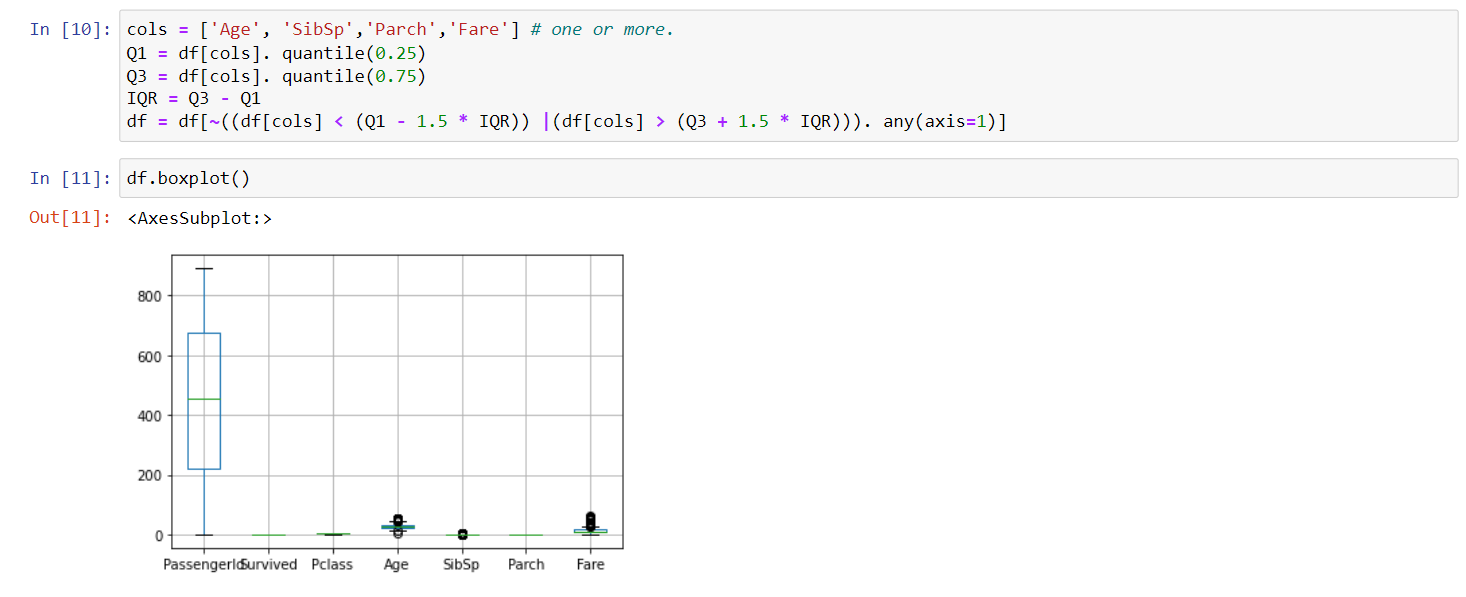 In [10]: cols = ['Age', 'SibSp','Parch','Fare'] # one or more.
Q1 = df[cols]. quantile(0.25)
Q3 = df[cols]. quantile(0.75)
IQR = Q3 - Q1
df = df[~((df[cols] < (Q1 - 1.5 * IQR)) |(df[cols] > (Q3 + 1.5 * IQR))). any(axis=1)]
In [11]: df.boxplot()
Out[11]: <AxesSubplot:>
800
600
400
200
0
PassengerId Survived Pclass Age SibSp Parch Fare